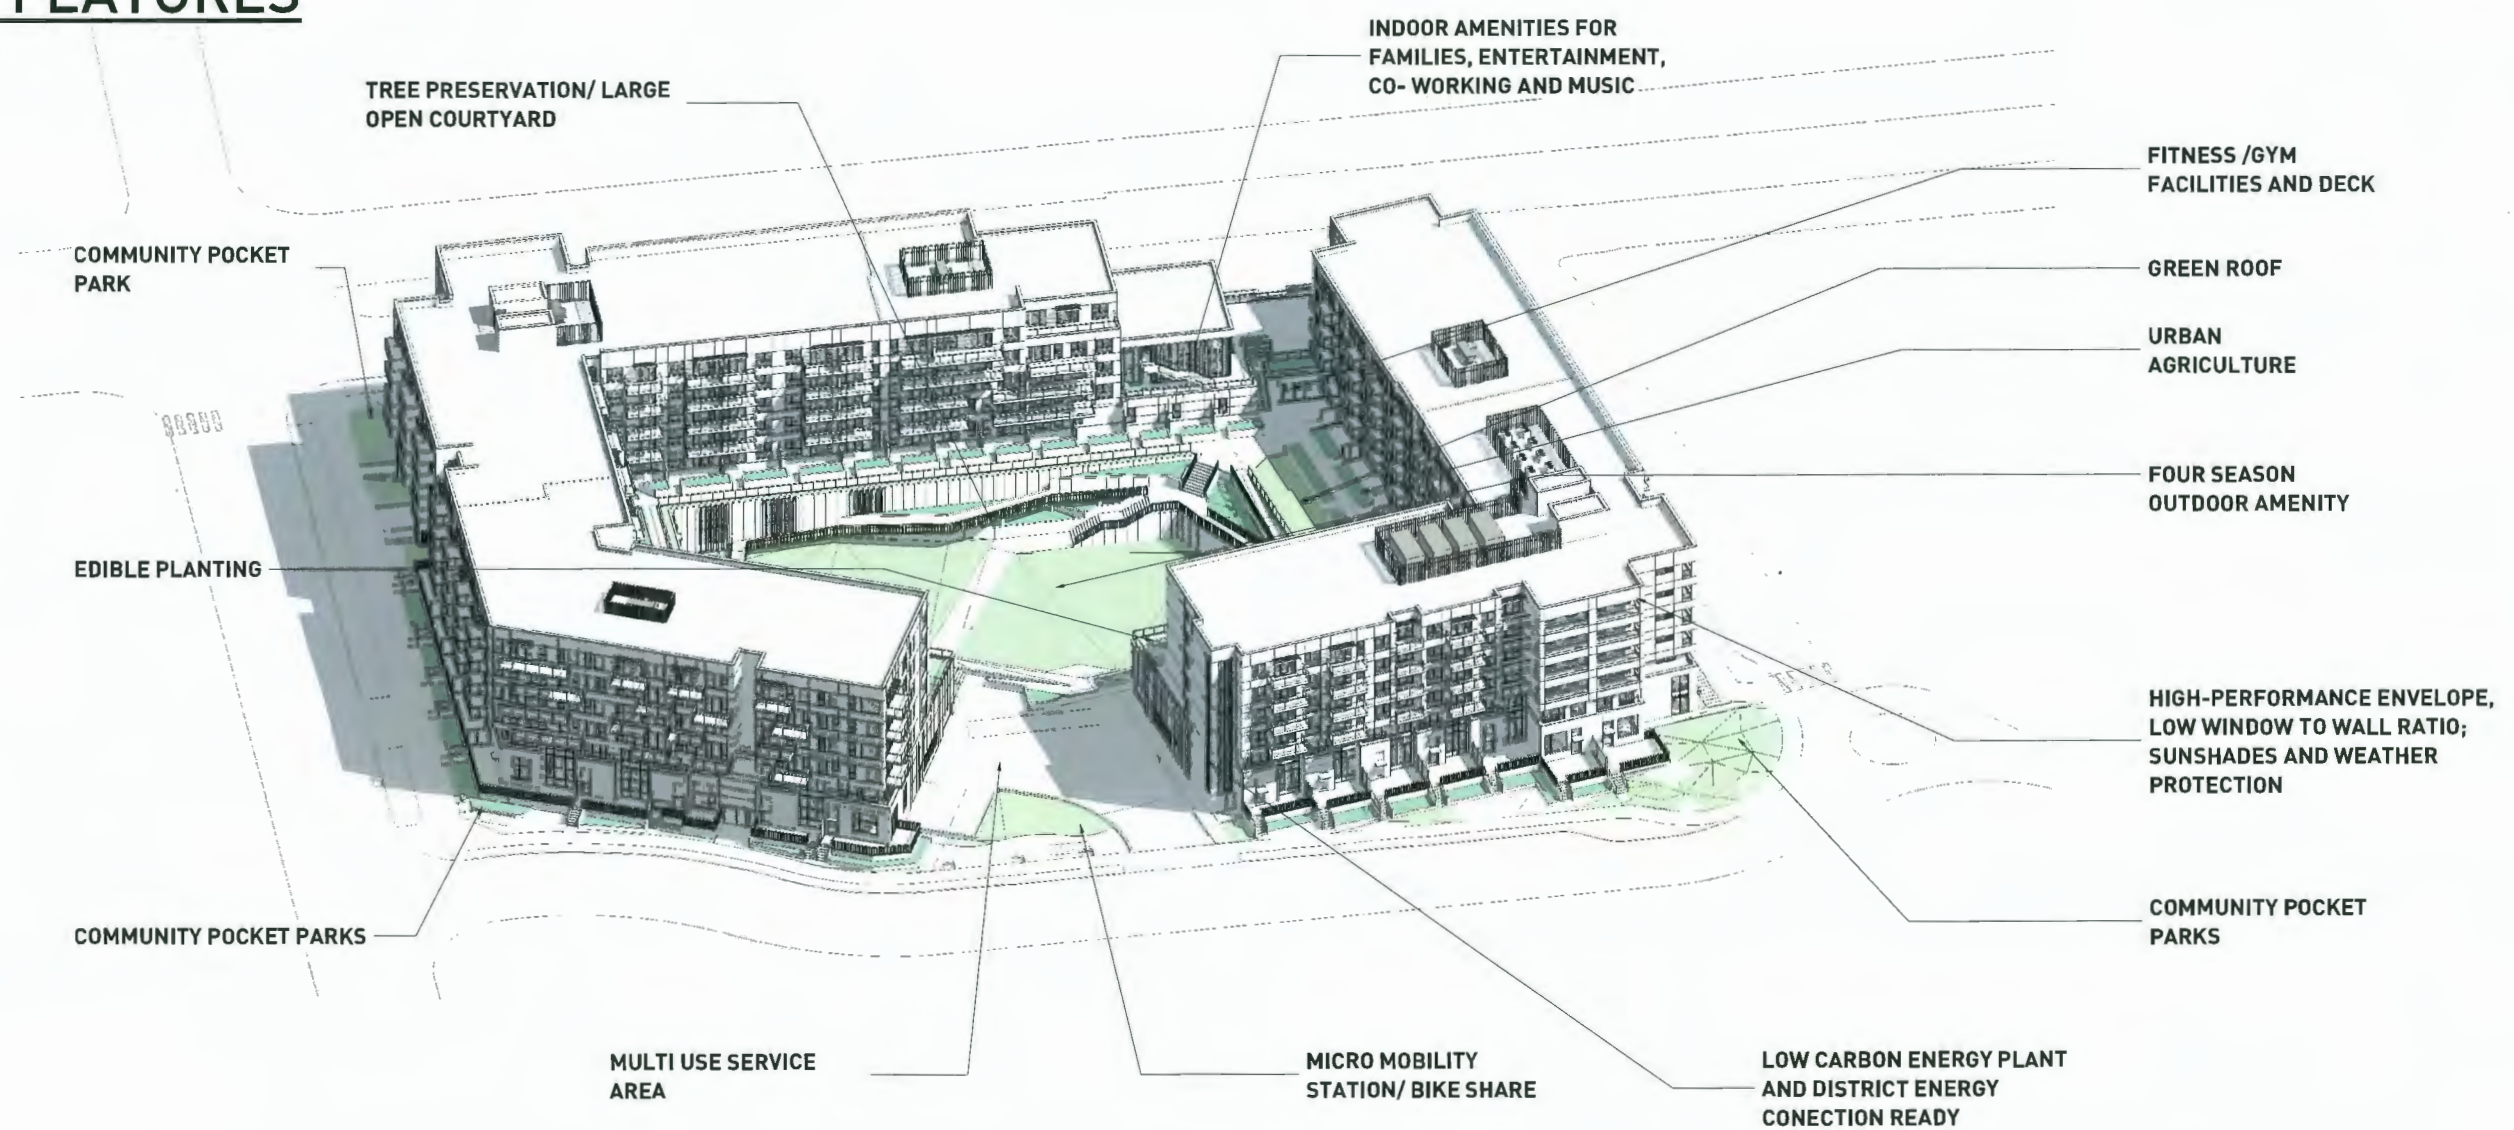 FEATURES
INDOOR AMENITIES FOR
FAMILIES, ENTERTAINMENT,
CO- WORKING AND MUSIC
TREE PRESERVATION/ LARGE
OPEN COURTYARD
FITNESS /GYM
FACILITIES AND DECK
COMMUNITY POCKET
PARK
GREEN ROOF
URBAN
AGRICULTURE
FOUR SEASON
OUTDOOR AMENITY
EDIBLE PLANTING
HIGH-PERFORMANCE ENVELOPE,
LOW WINDOW TO WALL RATIO;
SUNSHADES AND WEATHER
PROTECTION
COMMUNITY POCKET
PARKS
COMMUNITY POCKET PARKS
MULTI USE SERVICE
AREA
MICRO MOBILITY
STATION/ BIKE SHARE
LOW CARBON ENERGY PLANT
AND DISTRICT ENERGY
CONECTION READY